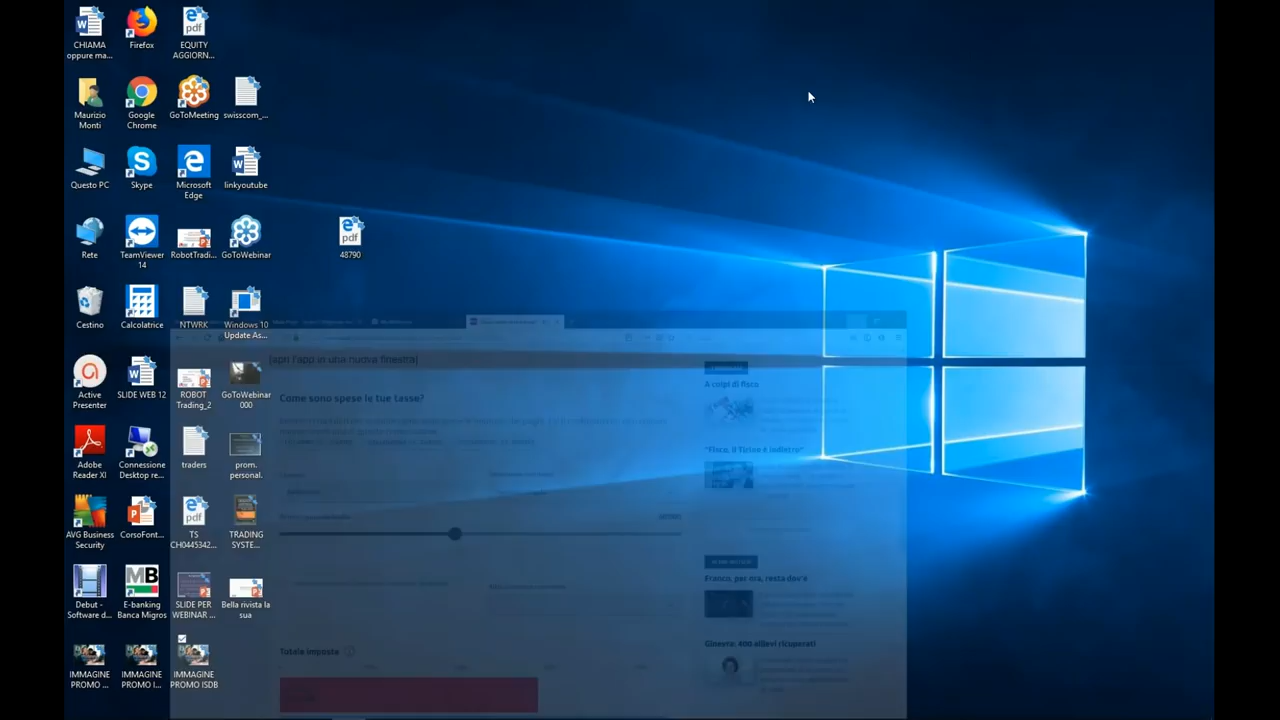 CHIAMA
oppure ma...
Firefox
EQUITY
AGGIORN...
Maurizio
Monti
Google
Chrome
GoToMeeting
swisscom_...
Questo PC
Skype
Microsoft
Edge
linkyoutube
Rete
TeamViewer
14
RobotTradi...
GoToWebinar
48790
Cestino
Calcolatrice
NTWRK
Windows 10
Update As...
Active
Presenter
SLIDE WEB 12
ROBOT
Trading_2
GoToWebinar
000
Adobe
Reader XI
Connessione
Desktop re...
traders
prom.
personal.
AVG Business
Security
CorsoFont...
TS
CH0445342...
TRADING
SYSTE...
Debut -
Software d...
E-banking
Banca Migros
SLIDE PER
WEBINAR ...
Bella rivista la
sua
IMMAGINE
PROMO ...
IMMAGINE
PROMO I...
IMMAGINE
PROMO ISDB
[apri l'app in una nuova finestra]
Come sono spese le tue tasse?
Totale imposte
A colpi di fisco
"Fisco, il Ticino è indietro"
Franco, per ora, resta dov'è
Ginevra: 400 allievi ricuperati